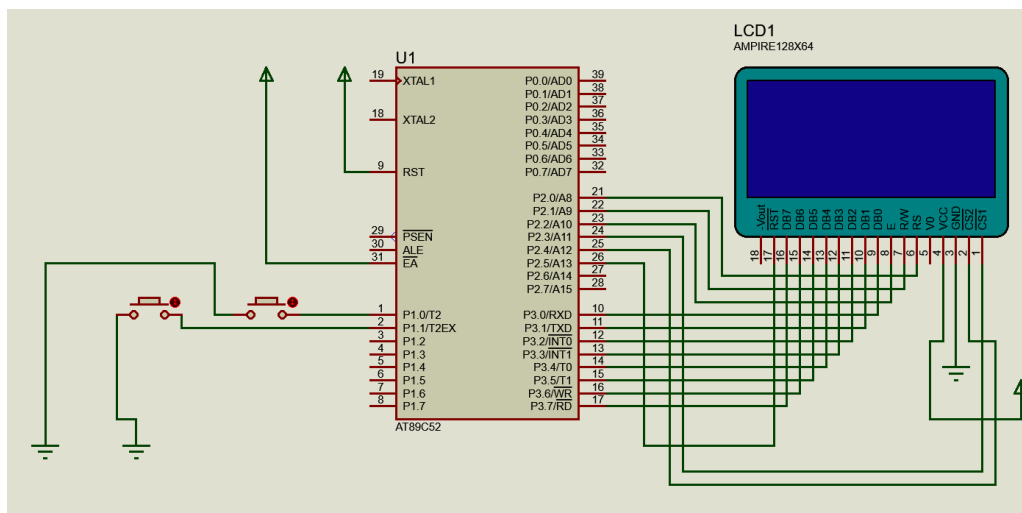 LCD1
AMPIRE128X64
U1
19 XTAL1
18 XTAL2
9 RST
29 PSEN
30 ALE
31 EA
1 P1.0/T2
2 P1.1/T2EX
3 P1.2
4 P1.3
5 P1.4
6 P1.5
7 P1.6
8 P1.7
P0.0/AD0 39
P0.1/AD1 38
P0.2/AD2 37
P0.3/AD3 36
P0.4/AD4 35
P0.5/AD5 34
P0.6/AD6 33
P0.7/AD7 32
P2.0/A8 21
P2.1/A9 22
P2.2/A10 23
P2.3/A11 24
P2.4/A12 25
P2.5/A13 26
P2.6/A14 27
P2.7/A15 28
P3.0/RXD 10
P3.1/TXD 11
P3.2/INT0 12
P3.3/INT1 13
P3.4/T0 14
P3.5/T1 15
P3.6/WR 16
P3.7/RD 17
AT89C52
-Vout 18
RST 17
DB7 16
DB6 15
DB5 14
DB4 13
DB3 12
DB2 11
DB1 10
DB0 9
E 8
R/W 7
RS 6
V0 5
VCC 4
GND 3
CS2 2
CS1 1